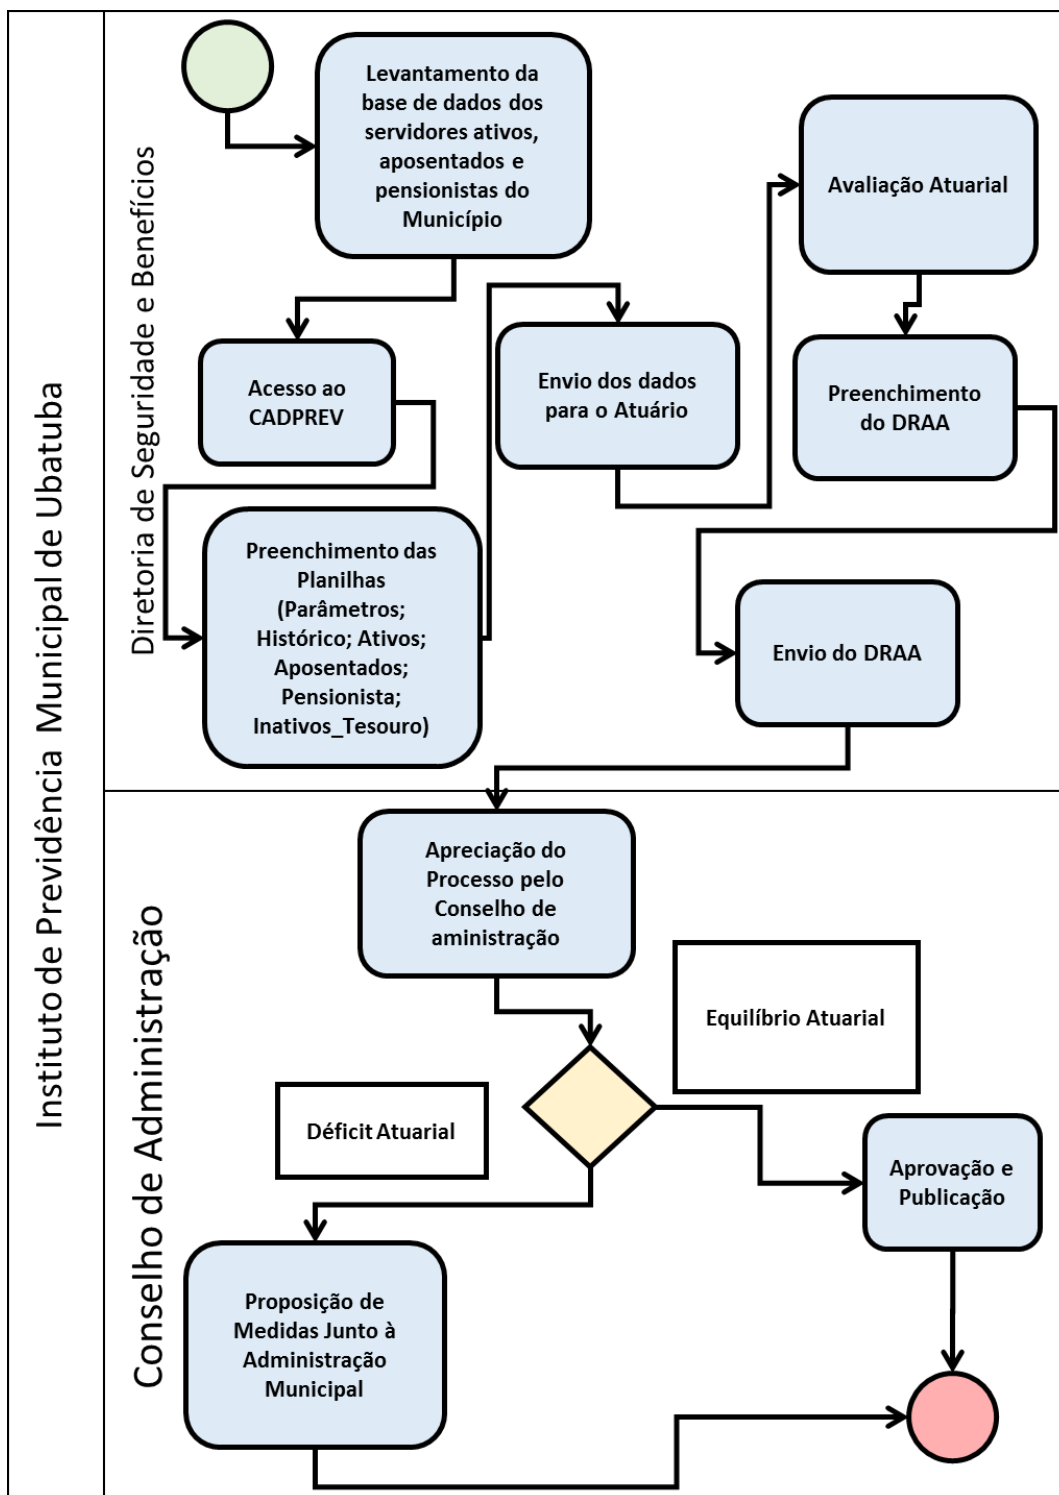 Instituto de Previdência Municipal de Ubatuba
Diretoria de Seguridade e Benefícios
Levantamento da
base de dados dos
servidores ativos,
aposentados e
pensionistas do
Município
Acesso ao
CADPREV
Preenchimento das
Planilhas
(Parâmetros;
Histórico; Ativos;
Aposentados;
Pensionista;
Inativos_Tesouro)
Envio dos dados
para o Atuário
Avaliação Atuarial
Preenchimento
do DRAA
Envio do DRAA
Conselho de Administração
Apreciação do
Processo pelo
Conselho de
aministração
Equilíbrio Atuarial
Déficit Atuarial
Aprovação e
Publicação
Proposição de
Medidas Junto à
Administração
Municipal